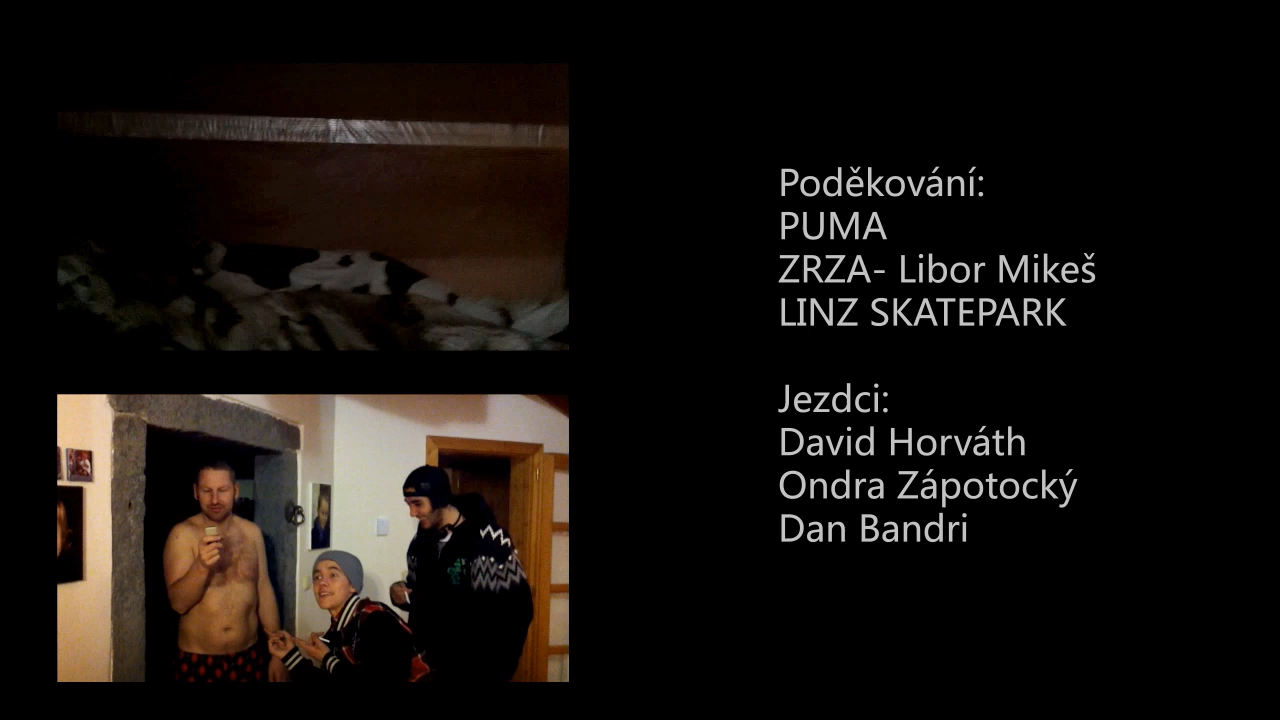 Poděkování:
PUMA
ZRZA- Libor Mikeš
LINZ SKATEPARK
Jezdci:
David Horváth
Ondra Zápotocký
Dan Bandri